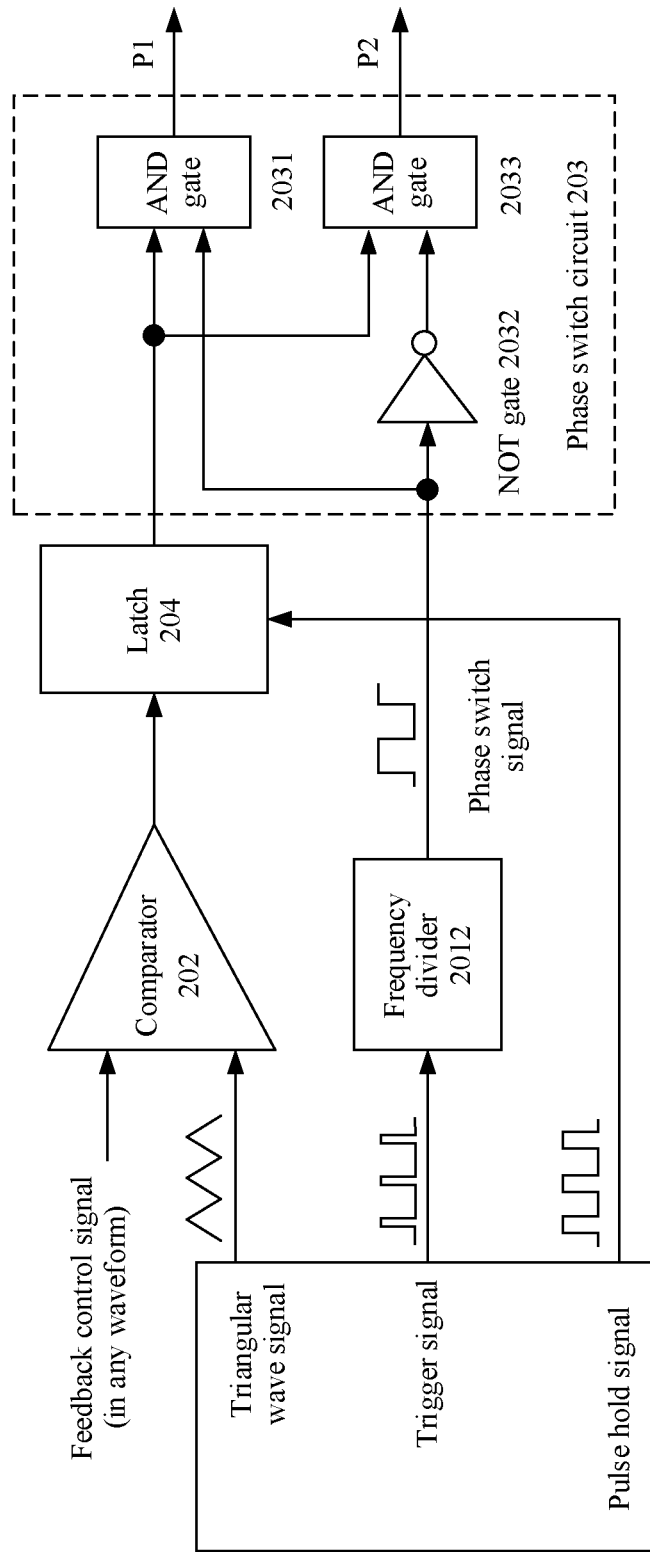 Feedback control signal
(in any waveform)
Triangular
wave signal
Trigger signal
Pulse hold signal
Comparator
202
Frequency
divider
2012
Phase switch
signal
Latch
204
AND
gate
2031
AND
gate
2033
NOT gate 2032
Phase switch circuit 203
P1
P2